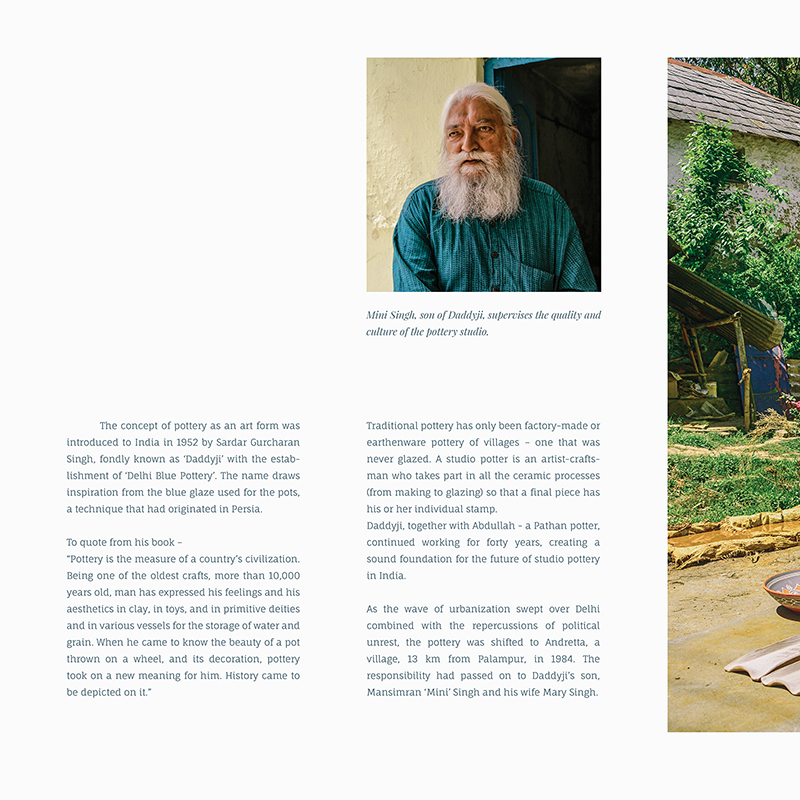 Mini Singh, son of Daddyji, supervises the quality and
culture of the pottery studio.
The concept of pottery as an art form was
introduced to India in 1952 by Sardar Gurcharan
Singh, fondly known as ‘Daddyji’ with the estab-
lishment of ‘Delhi Blue Pottery’. The name draws
inspiration from the blue glaze used for the pots,
a technique that had originated in Persia.
To quote from his book –
“Pottery is the measure of a country’s civilization.
Being one of the oldest crafts, more than 10,000
years old, man has expressed his feelings and his
aesthetics in clay, in toys, and in primitive deities
and in various vessels for the storage of water and
grain. When he came to know the beauty of a pot
thrown on a wheel, and its decoration, pottery
took on a new meaning for him. History came to
be depicted on it.”
Traditional pottery has only been factory-made or
earthenware pottery of villages – one that was
never glazed. A studio potter is an artist-crafts-
man who takes part in all the ceramic processes
(from making to glazing) so that a final piece has
his or her individual stamp.
Daddyji, together with Abdullah - a Pathan potter,
continued working for forty years, creating a
sound foundation for the future of studio pottery
in India.
As the wave of urbanization swept over Delhi
combined with the repercussions of political
unrest, the pottery was shifted to Andretta, a
village, 13 km from Palampur, in 1984. The
responsibility had passed on to Daddyji’s son,
Mansimran ‘Mini’ Singh and his wife Mary Singh.